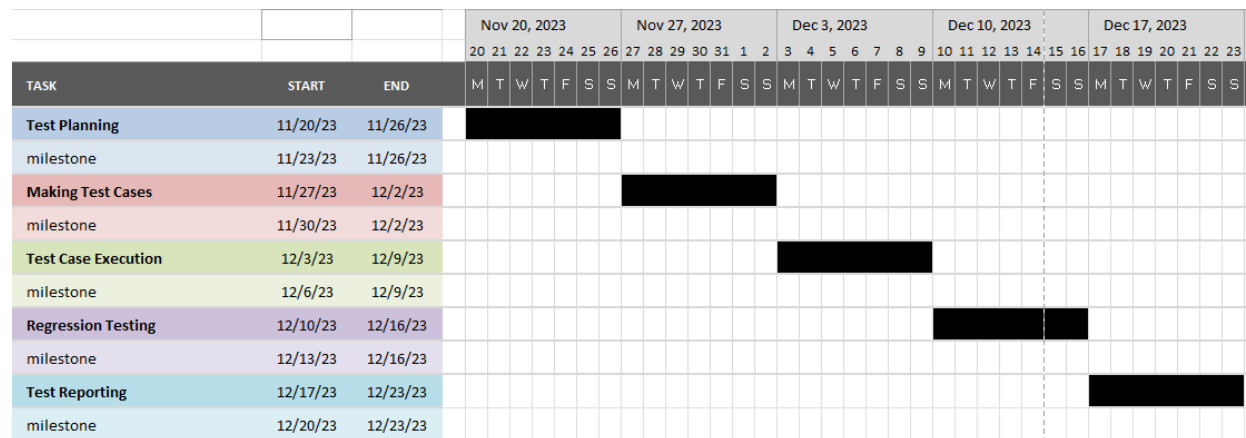 Nov 20, 2023 Nov 27, 2023 Dec 3, 2023 Dec 10, 2023 Dec 17, 2023
20 21 22 23 24 25 26 27 28 29 30 31 1 2 3 4 5 6 7 8 9 10 11 12 13 14 15 16 17 18 19 20 21 22 23
TASK START END M T W T F S S M T W T F S S M T W T F S S M T W T F S S M T W T F S S
Test Planning 11/20/23 11/26/23
milestone 11/23/23 11/26/23
Making Test Cases 11/27/23 12/2/23
milestone 11/30/23 12/2/23
Test Case Execution 12/3/23 12/9/23
milestone 12/6/23 12/9/23
Regression Testing 12/10/23 12/16/23
milestone 12/13/23 12/16/23
Test Reporting 12/17/23 12/23/23
milestone 12/20/23 12/23/23